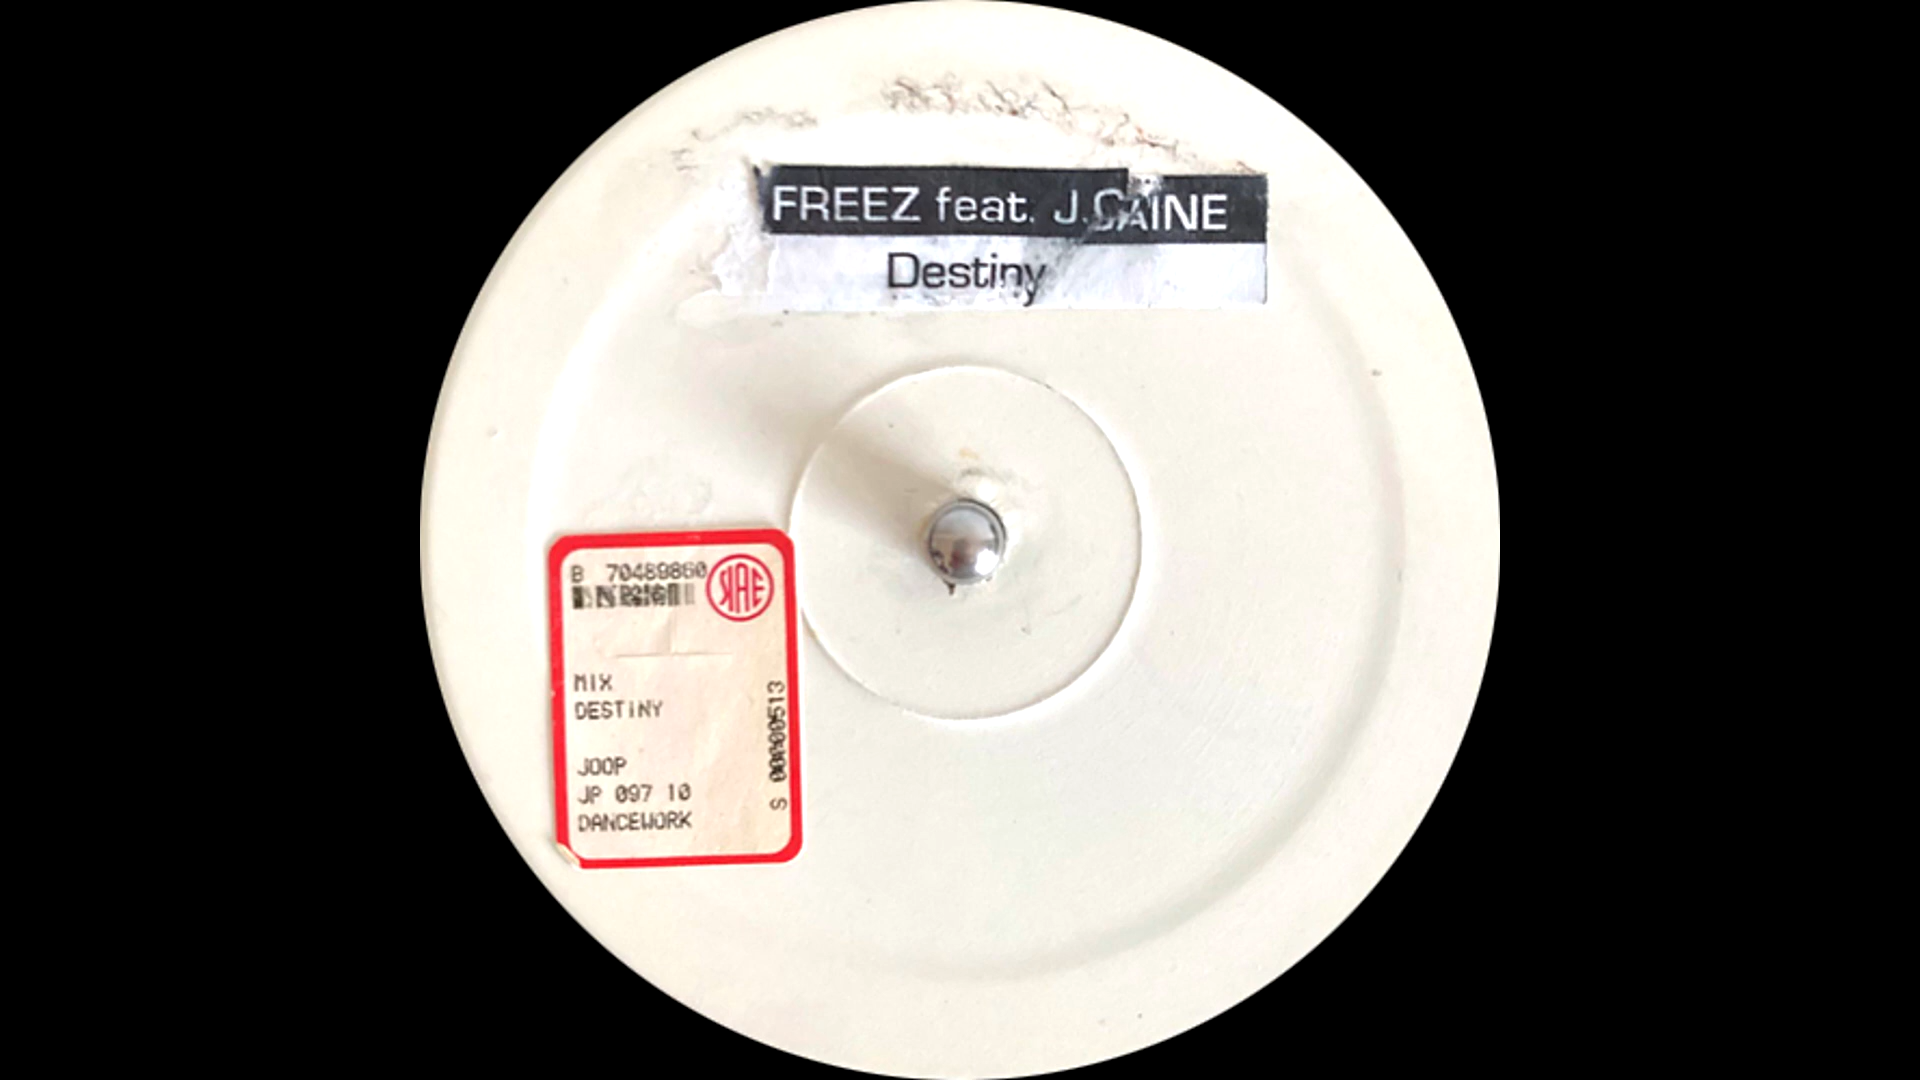 FREEZ feat. J.CAINE
Destiny
B 70489860
SIAE
MIX
DESTINY
JOOP
JP 097 10
DANCEWORK
S 00000513